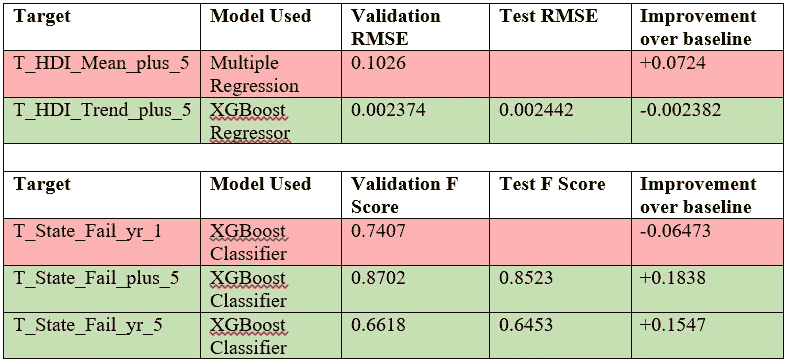 Target Model Used Validation RMSE Test RMSE Improvement over baseline
T_HDI_Mean_plus_5 Multiple Regression 0.1026 +0.0724
T_HDI_Trend_plus_5 XGBoost Regressor 0.002374 0.002442 -0.002382
Target Model Used Validation F Score Test F Score Improvement over baseline
T_State_Fail_yr_1 XGBoost Classifier 0.7407 -0.06473
T_State_Fail_plus_5 XGBoost Classifier 0.8702 0.8523 +0.1838
T_State_Fail_yr_5 XGBoost Classifier 0.6618 0.6453 +0.1547